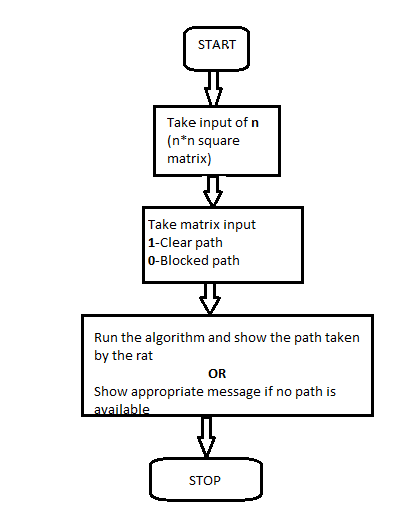 START
Take input of n
(n*n square
matrix)
Take matrix input
1-Clear path
0-Blocked path
Run the algorithm and show the path taken
by the rat
OR
Show appropriate message if no path is
available
STOP